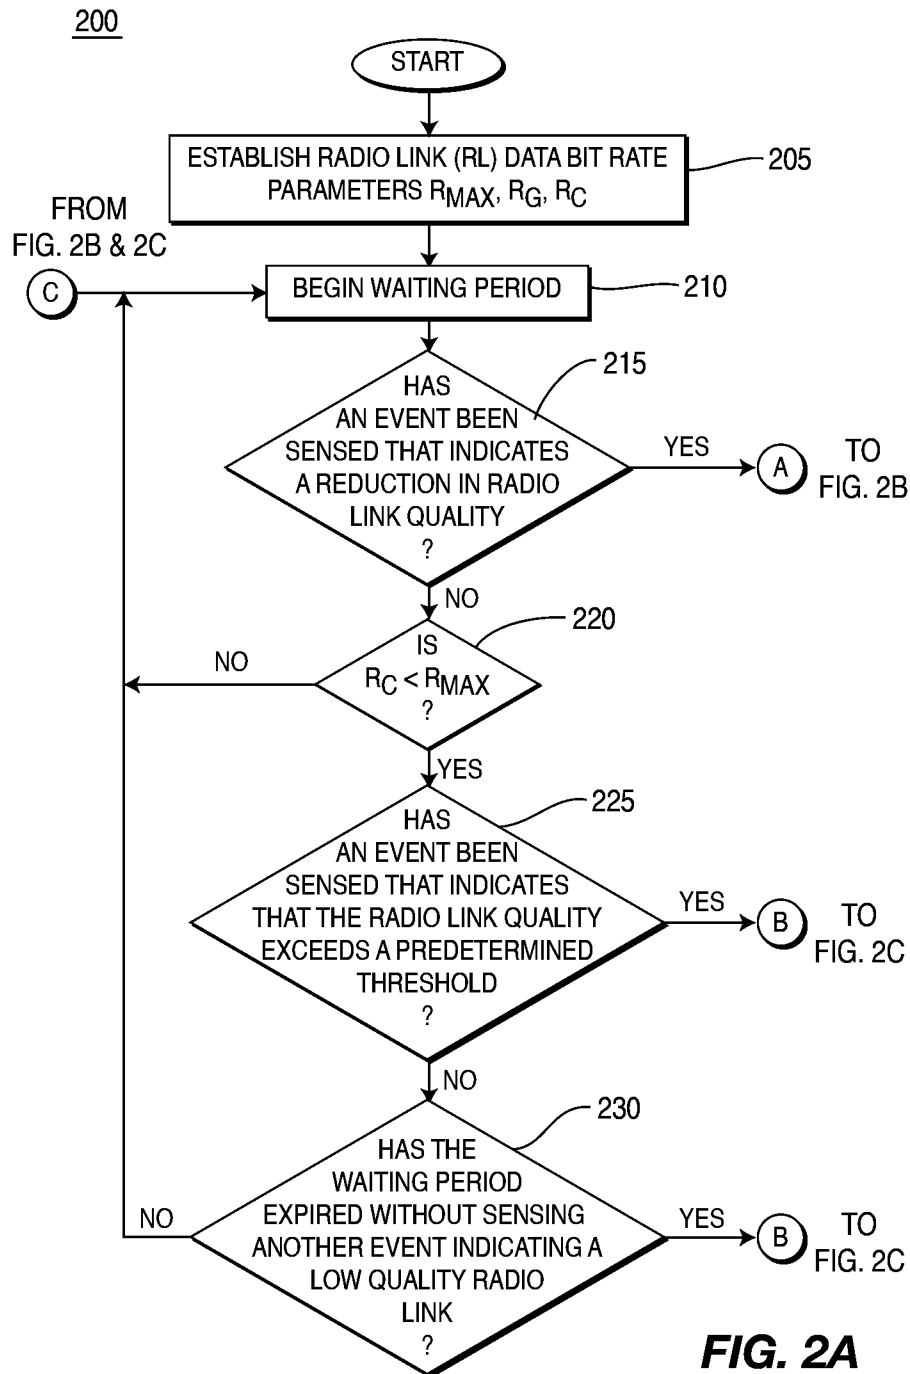 200
START
ESTABLISH RADIO LINK (RL) DATA BIT RATE
PARAMETERS RMAX, RG, RC
205
FROM
FIG. 2B & 2C
C
BEGIN WAITING PERIOD
210
215
HAS
AN EVENT BEEN
SENSED THAT INDICATES
A REDUCTION IN RADIO
LINK QUALITY
?
YES
A
TO
FIG. 2B
NO
220
IS
RC < RMAX
?
NO
YES
225
HAS
AN EVENT BEEN
SENSED THAT INDICATES
THAT THE RADIO LINK QUALITY
EXCEEDS A PREDETERMINED
THRESHOLD
?
YES
B
TO
FIG. 2C
NO
230
HAS THE
WAITING PERIOD
EXPIRED WITHOUT SENSING
ANOTHER EVENT INDICATING A
LOW QUALITY RADIO
LINK
?
NO
YES
B
TO
FIG. 2C
FIG. 2A